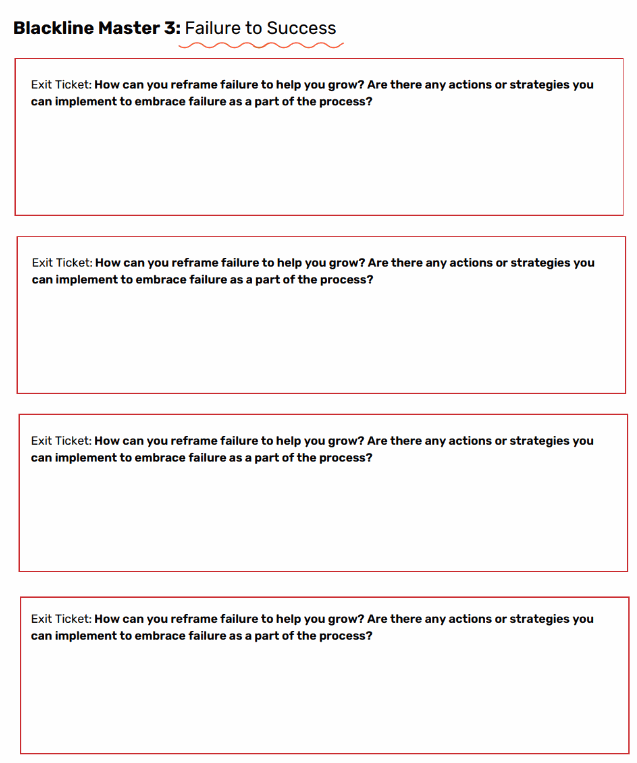 Blackline Master 3: Failure to Success
Exit Ticket: How can you reframe failure to help you grow? Are there any actions or strategies you
can implement to embrace failure as a part of the process?
Exit Ticket: How can you reframe failure to help you grow? Are there any actions or strategies you
can implement to embrace failure as a part of the process?
Exit Ticket: How can you reframe failure to help you grow? Are there any actions or strategies you
can implement to embrace failure as a part of the process?
Exit Ticket: How can you reframe failure to help you grow? Are there any actions or strategies you
can implement to embrace failure as a part of the process?